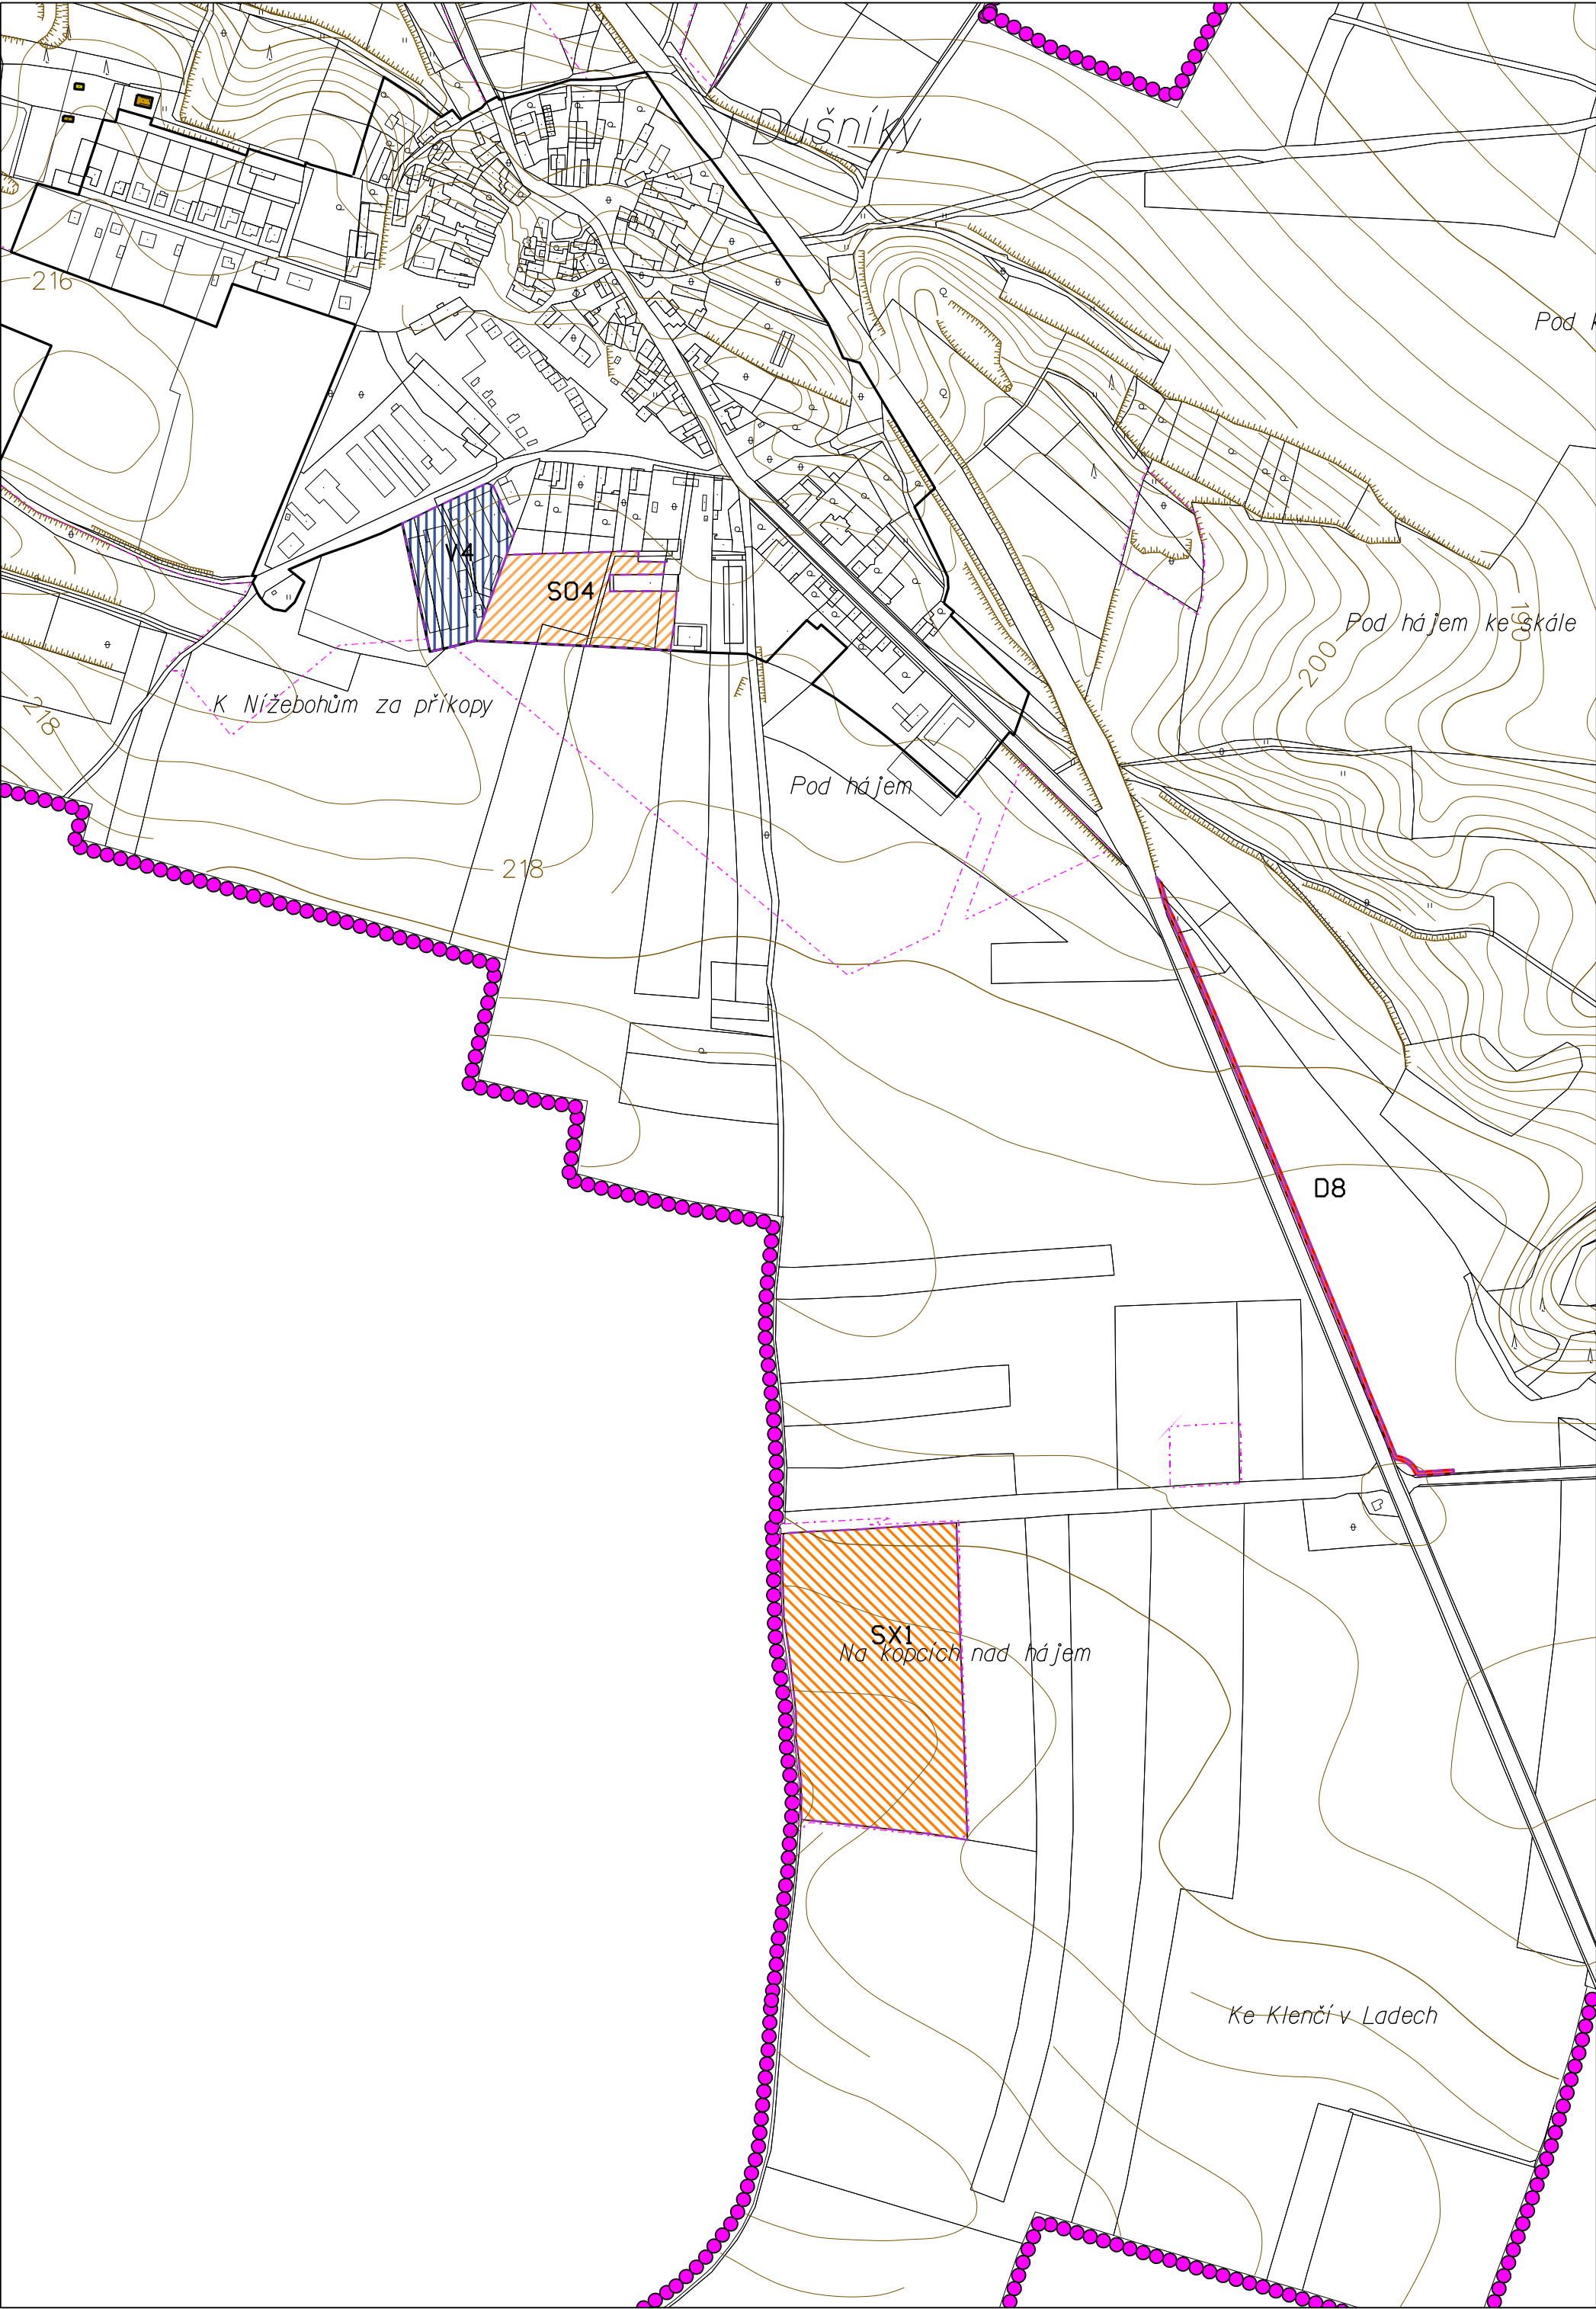 Dušníky
216
Pod
V4
SO4
190
Pod hájem ke skále
200
K Nížebohům za příkopy
218
Pod hájem
218
D8
SX1
Na kopcích nad hájem
Ke Klenčí v Ladech